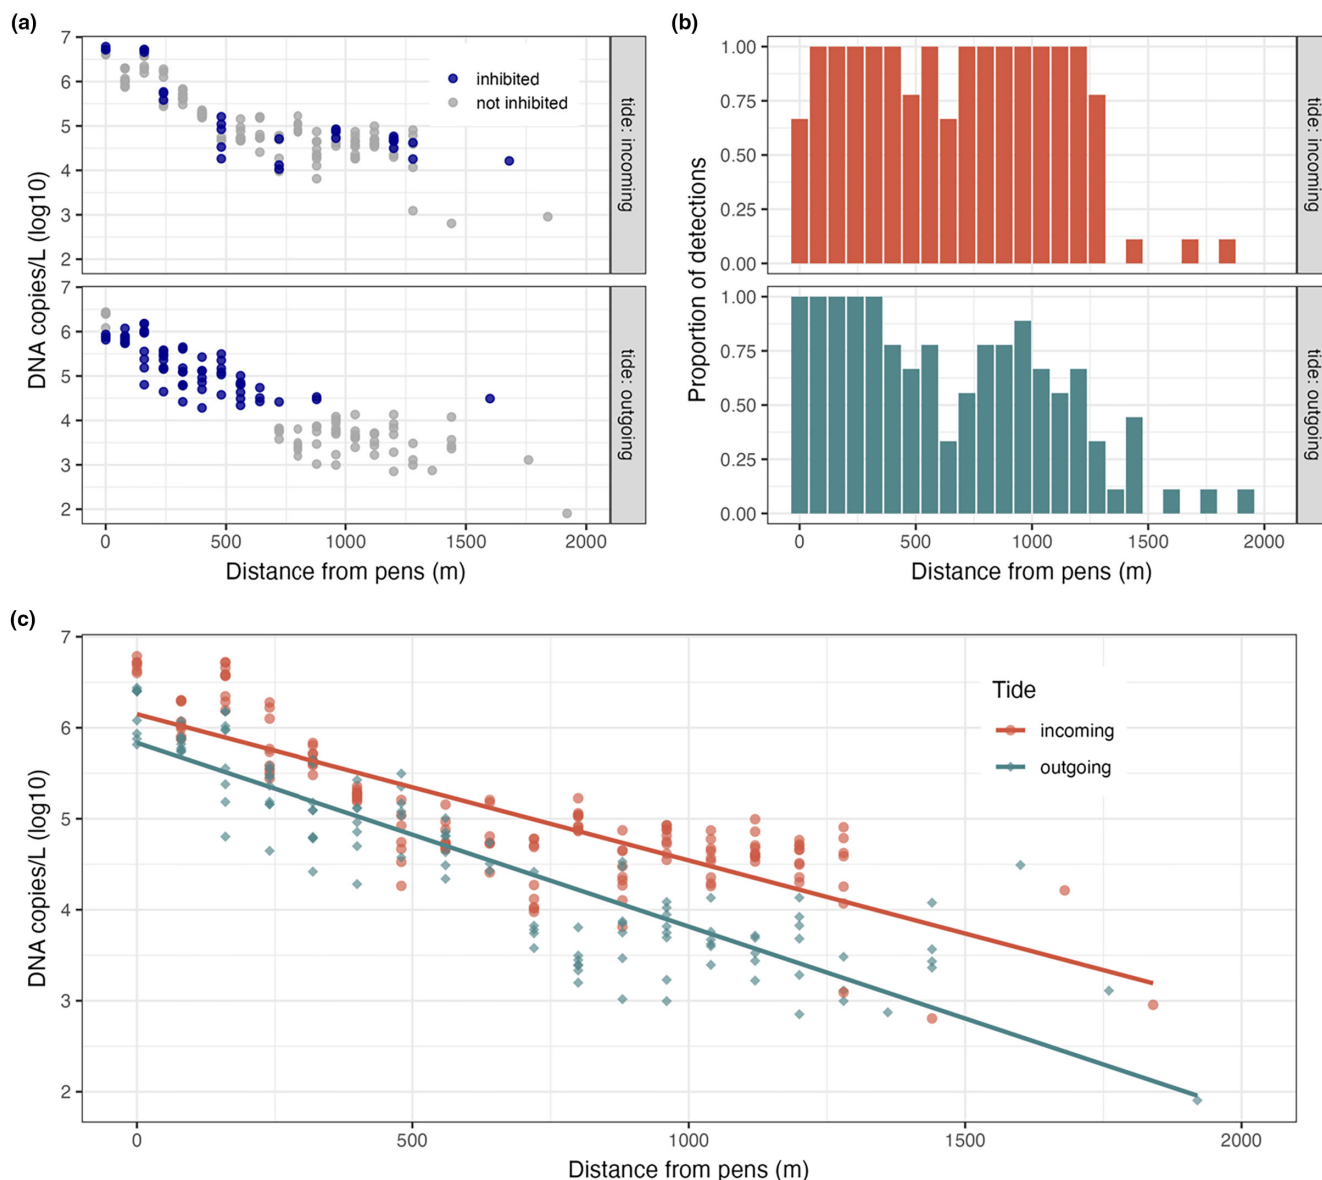 (a)
7
6
5
4
3
2
inhibited
not inhibited
tide: incoming
7
6
5
4
3
2
tide: outgoing
DNA copies/L (log10)
0
500
1000
1500
2000
Distance from pens (m)
(b)
1.00
0.75
0.50
0.25
0.00
tide: incoming
1.00
0.75
0.50
0.25
0.00
tide: outgoing
Proportion of detections
0
500
1000
1500
2000
Distance from pens (m)
(c)
7
6
5
4
3
2
DNA copies/L (log10)
Tide
incoming
outgoing
0
500
1000
1500
2000
Distance from pens (m)